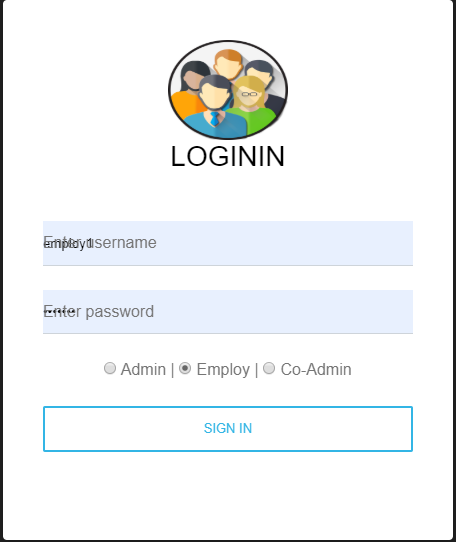 LOGININ
Enter username
employ1
Enter password
Admin | Employ | Co-Admin
SIGN IN